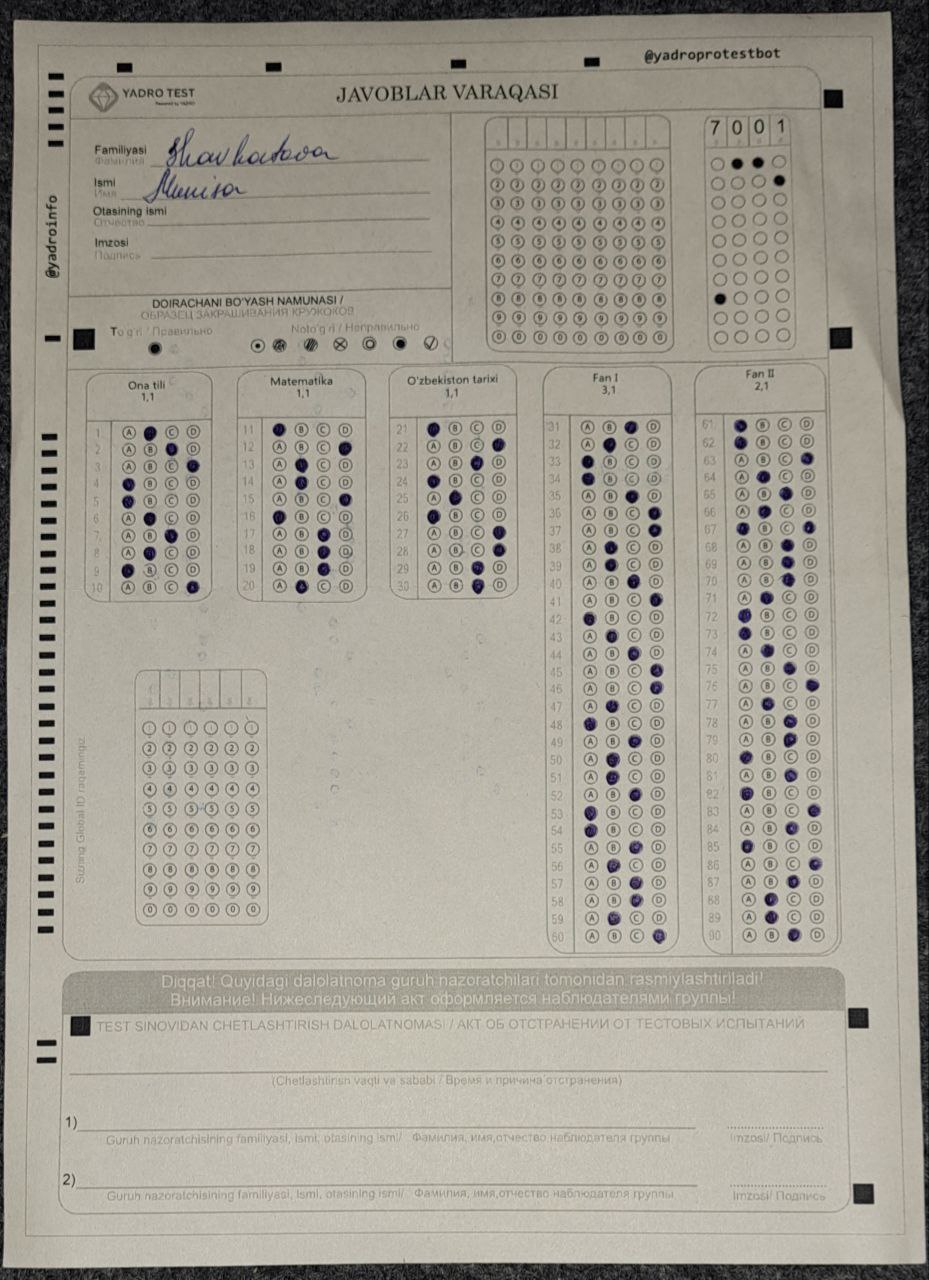 @yadroprotestbot
YADRO TEST
JAVOBLAR VARAQASI
7 0 0 1
Familiyasi Shavkatova
Фамилия
Ismi Munisa
Имя
Otasining ismi
Отчество
Imzosi
Подпись
@yadroinfo
DOIRACHANI BO'YASH NAMUNASI /
ОБРАЗЕЦ ЗАКРАШИВАНИЯ КРУЖОКОВ
To g ri / Правильно Noto'g ri / Неправильно
Ona tili
1,1
Matematika
1,1
O'zbekiston tarixi
1,1
Fan I
3,1
Fan II
2,1
Sizning Global ID raqamingiz
Diqqat! Quyidagi dalolatnoma guruh nazoratchilari tomonidan rasmiylashtiriladi!
Внимание! Нижеследующий акт оформляется наблюдателями группы!
TEST SINOVIDAN CHETLASHTIRISH DALOLATNOMASI / АКТ ОБ ОТСТРАНЕНИИ ОТ ТЕСТОВЫХ ИСПЫТАНИЙ
(Chetlashtirish vaqti va sababi / Время и причина отстранения)
1)
Guruh nazoratchisining familiyasi, ismi, otasining ismi/ Фамилия, имя,отчество наблюдателя группы Imzosi/ Подпись
2)
Guruh nazoratchisining familiyasi, ismi, otasining ismi/ Фамилия, имя,отчество наблюдателя группы Imzosi/ Подпись